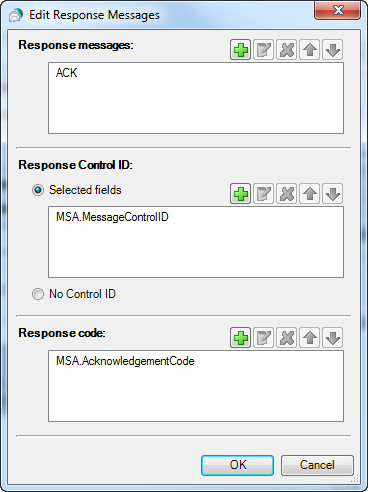 Edit Response Messages
Response messages:
ACK
Response Control ID:
Selected fields
MSA.MessageControlID
No Control ID
Response code:
MSA.AcknowledgementCode
OK Cancel